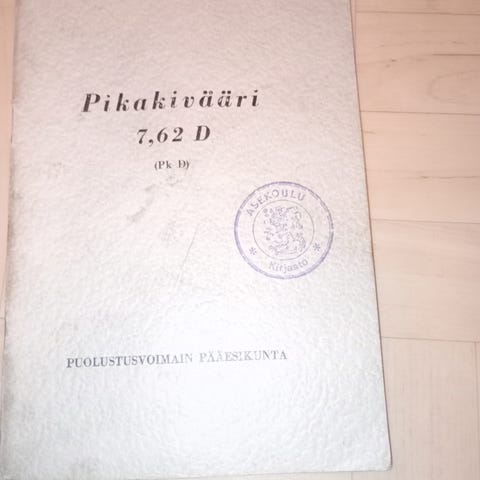 Pikakivääri
7,62 D
(Pk D)
ASEKOULU
* Kirjasto *
PUOLUSTUSVOIMAIN PÄÄESIKUNTA